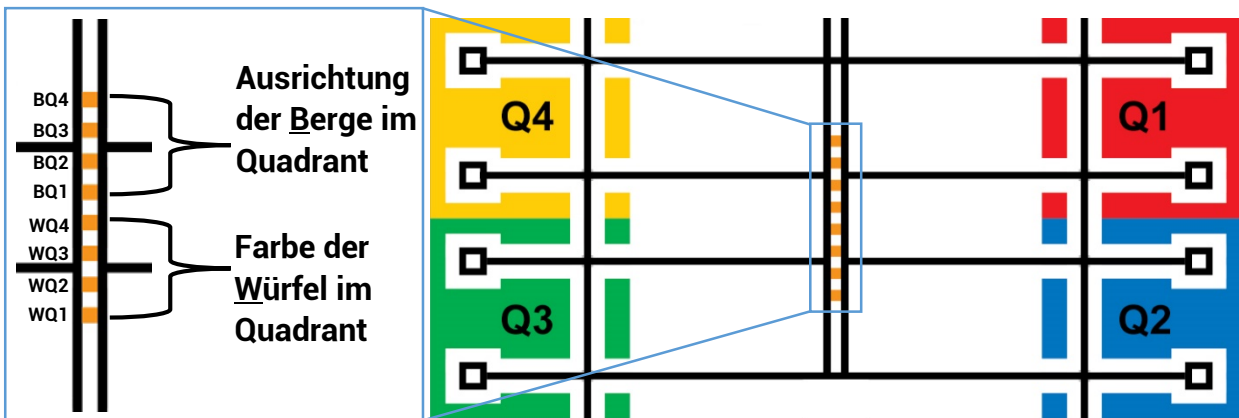 BQ4
BQ3
BQ2
BQ1
WQ4
WQ3
WQ2
WQ1
Ausrichtung
der Berge im
Quadrant
Farbe der
Würfel im
Quadrant
Q4
Q1
Q3
Q2